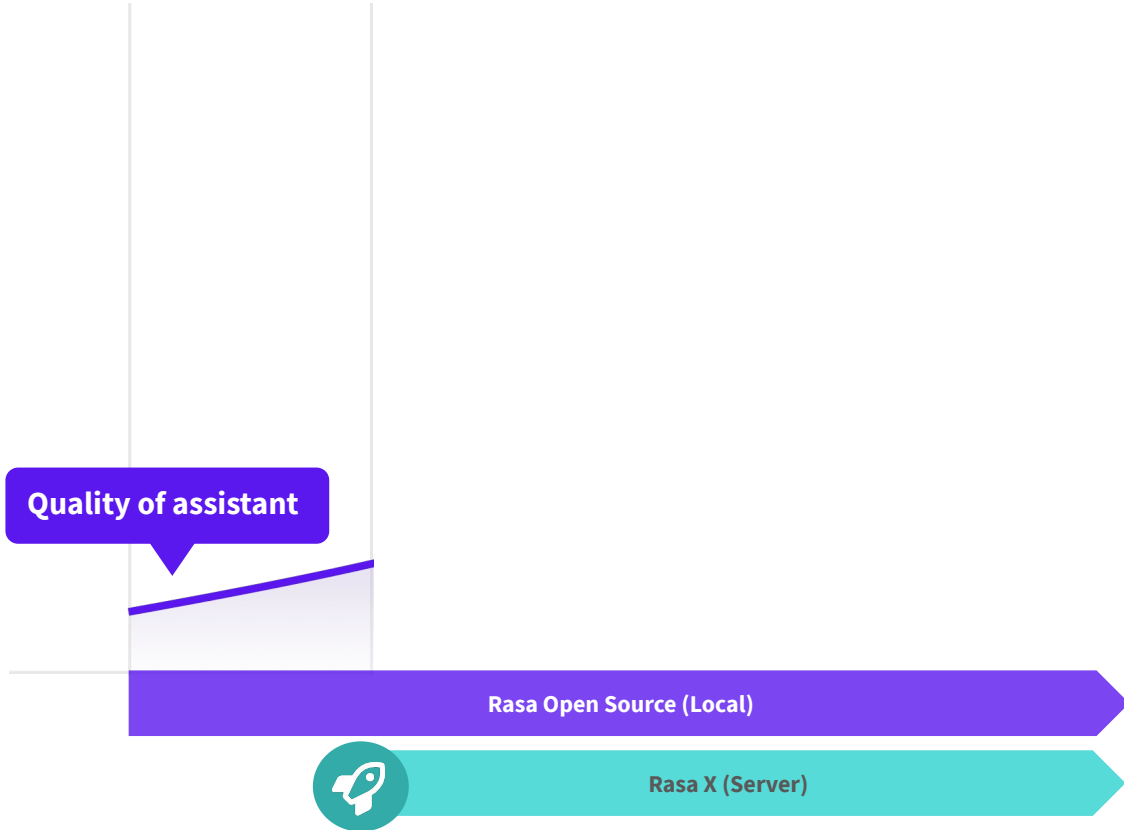 Quality of assistant
Rasa Open Source (Local)
Rasa X (Server)